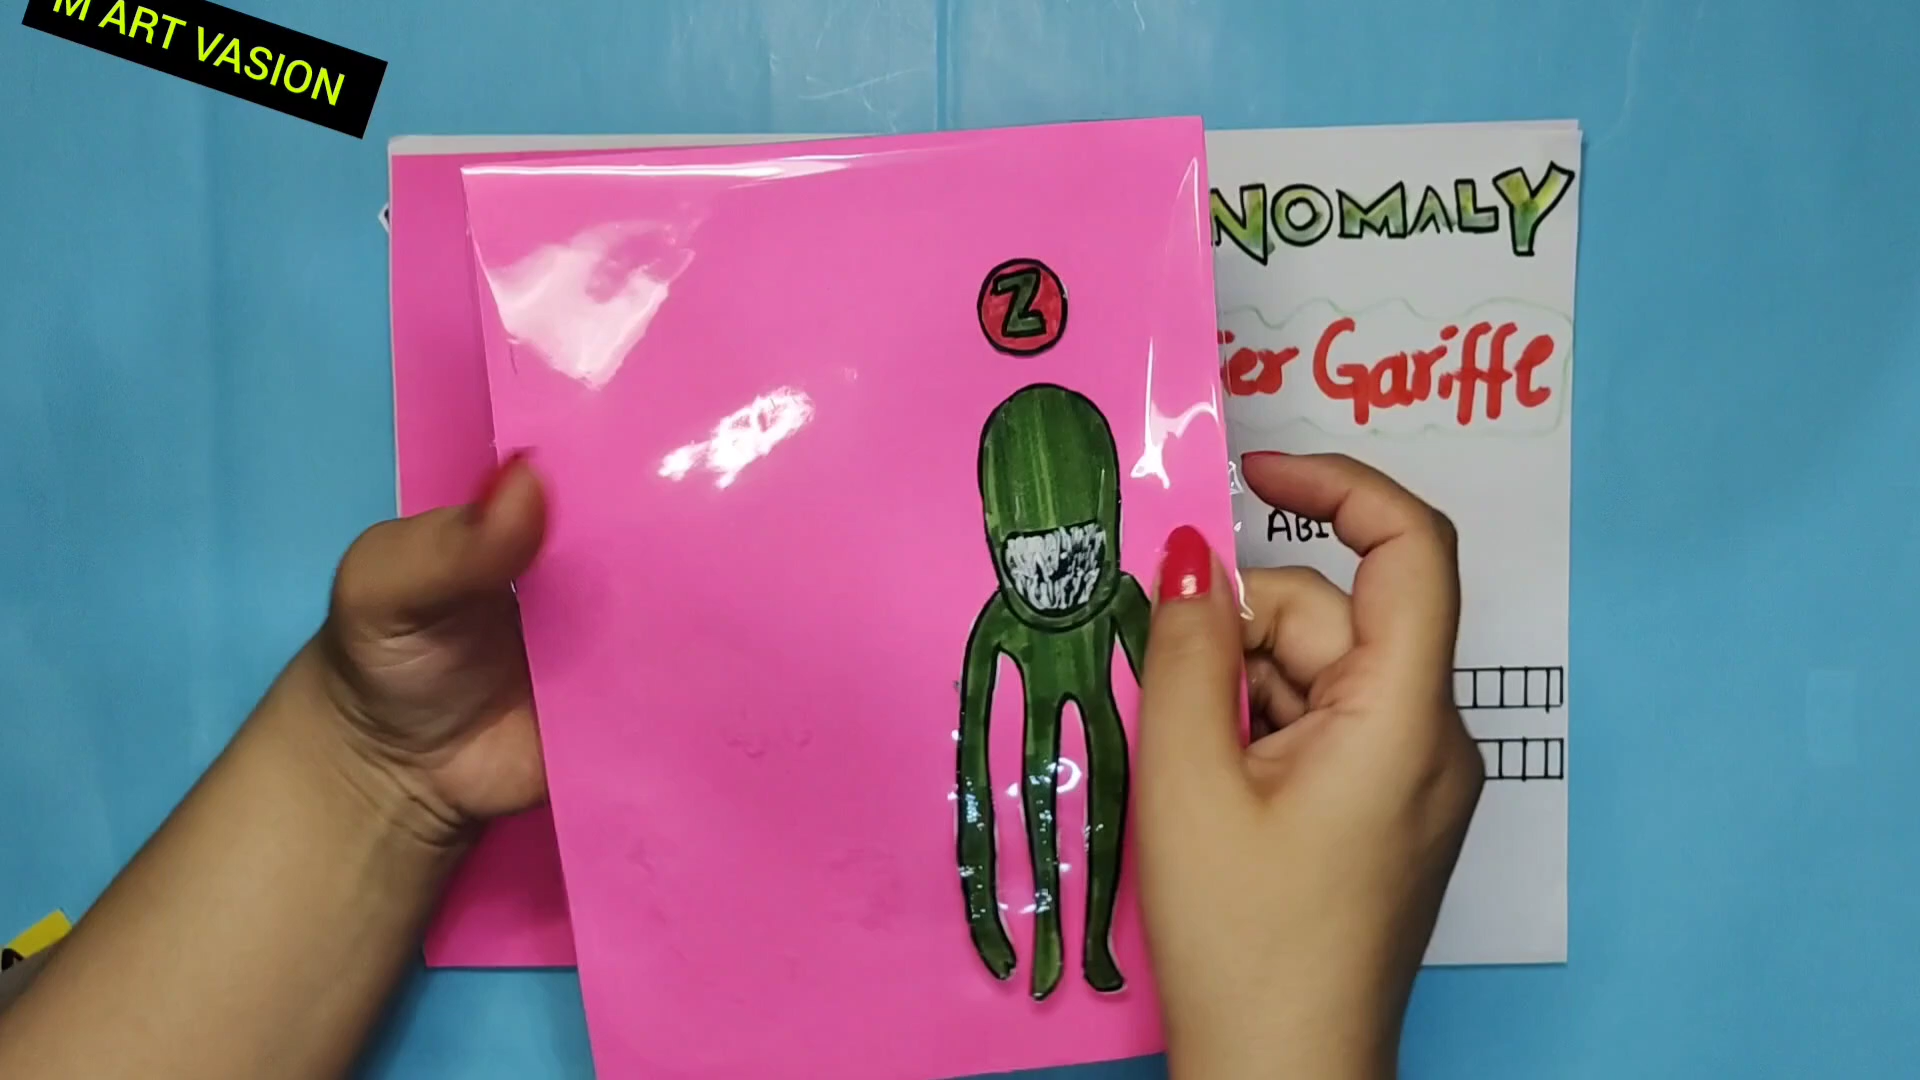 M ART VASION
Z
NOMALY
ier Gariffe
ABI